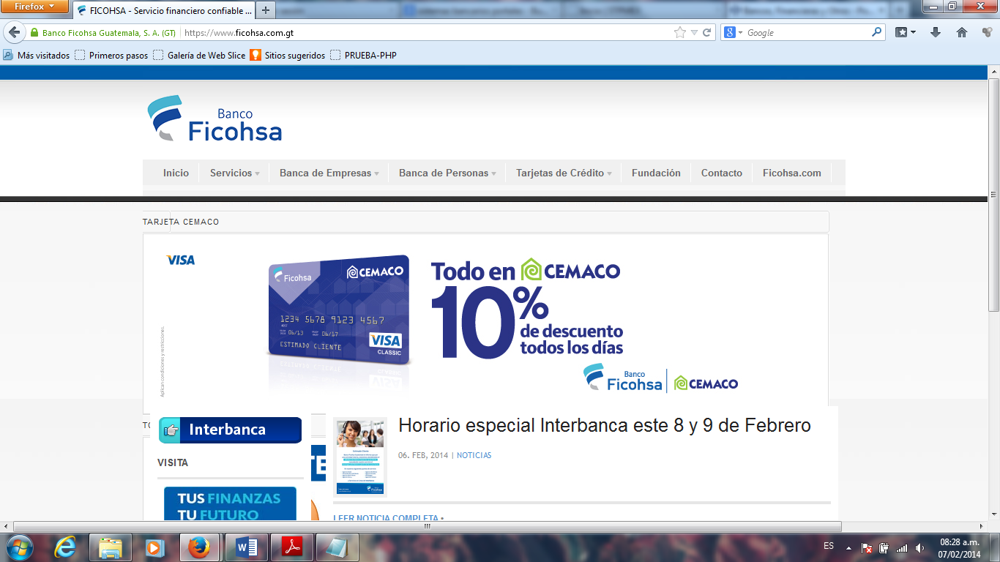 Firefox
FICOHSA - Servicio financiero confiable ...
Banco Ficohsa Guatemala, S. A. (GT)
https://www.ficohsa.com.gt
Google
Más visitados
Primeros pasos
Galería de Web Slice
Sitios sugeridos
PRUEBA-PHP
Banco
Ficohsa
Inicio
Servicios
Banca de Empresas
Banca de Personas
Tarjetas de Crédito
Fundación
Contacto
Ficohsa.com
TARJETA CEMACO
VISA
Ficohsa
CEMACO
1234 5678 9123 4567
06/13 06/17
ESTIMADO CLIENTE
VISA
CLASSIC
Aplican condiciones y restricciones.
Todo en CEMACO
10%
de descuento
todos los días
Banco
Ficohsa
CEMACO
Interbanca
VISITA
TUS FINANZAS
TU FUTURO
Horario especial Interbanca este 8 y 9 de Febrero
06. FEB, 2014 | NOTICIAS
LEER NOTICIA COMPLETA •
ES
08:28 a.m.
07/02/2014